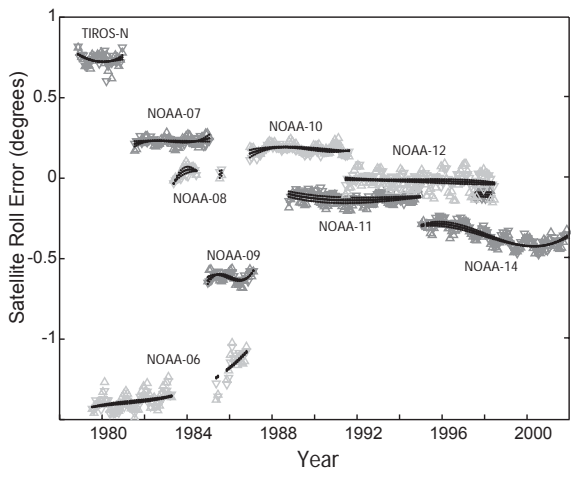 1
TIROS-N
0.5
NOAA-07
NOAA-10
NOAA-12
0
NOAA-08
NOAA-11
-0.5
NOAA-09
NOAA-14
-1
NOAA-06
Satellite Roll Error (degrees)
1980
1984
1988
1992
1996
2000
Year